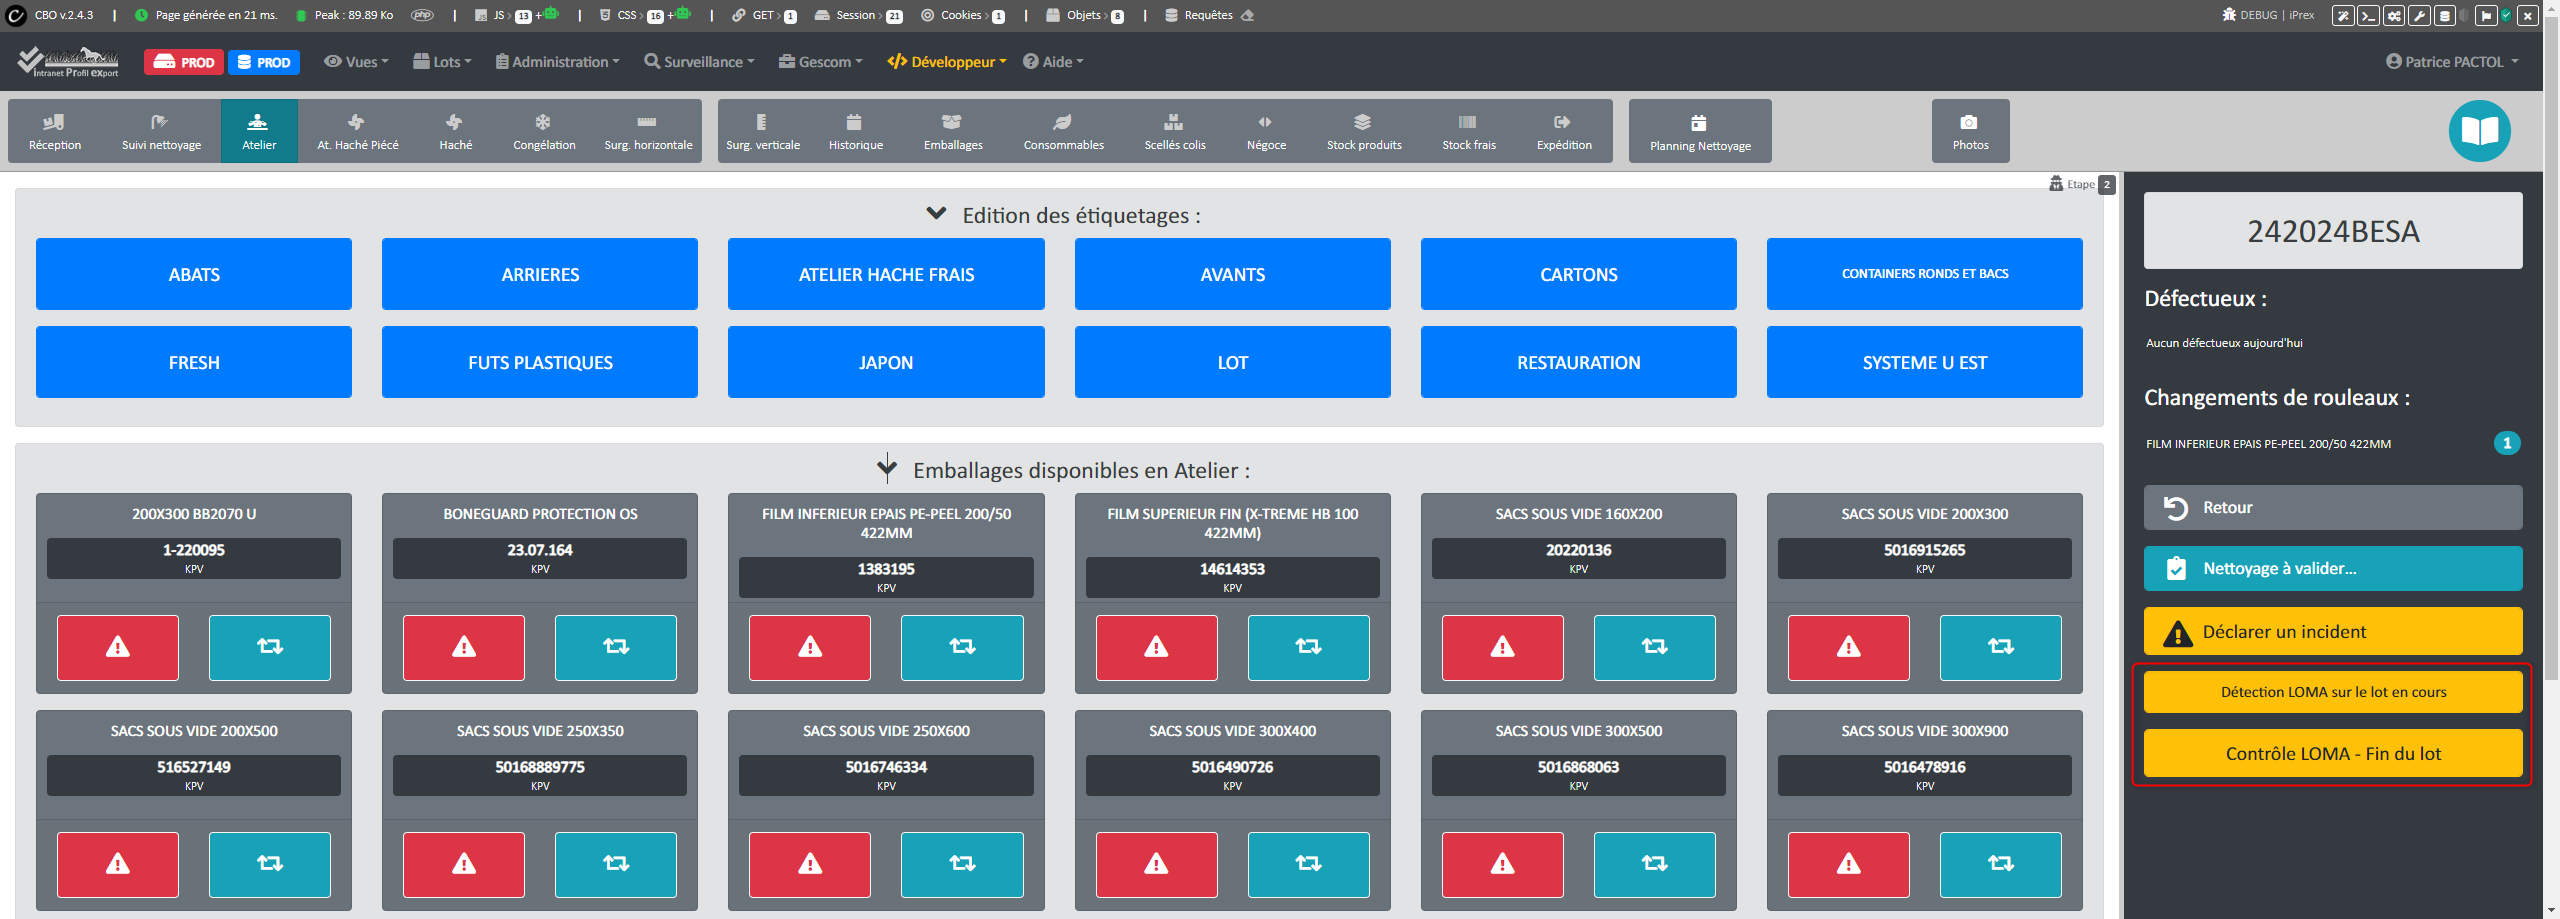 CBO v.2.4.3 | Page générée en 21 ms. Peak : 89.89 Ko php | JS 13 + | CSS 16 + | GET 1 Session 21 Cookies 1 | Objets 8 | Requêtes DEBUG | iPrex
Intranet Profil export PROD PROD Vues Lots Administration Surveillance Gescom Développeur Aide Patrice PACTOL
Réception Suivi nettoyage Atelier At. Haché Piécé Haché Congélation Surg. horizontale Surg. verticale Historique Emballages Consommables Scellés colis Négoce Stock produits Stock frais Expédition Planning Nettoyage Photos
Etape 2
Edition des étiquetages :
ABATS ARRIERES ATELIER HACHE FRAIS AVANTS CARTONS CONTAINERS RONDS ET BACS
FRESH FUTS PLASTIQUES JAPON LOT RESTAURATION SYSTEME U EST
Emballages disponibles en Atelier :
200X300 BB2070 U
1-220095
KPV
BONEGUARD PROTECTION OS
23.07.164
KPV
FILM INFERIEUR EPAIS PE-PEEL 200/50
422MM
1383195
KPV
FILM SUPERIEUR FIN (X-TREME HB 100
422MM)
14614353
KPV
SACS SOUS VIDE 160X200
20220136
KPV
SACS SOUS VIDE 200X300
5016915265
KPV
SACS SOUS VIDE 200X500
516527149
KPV
SACS SOUS VIDE 250X350
50168889775
KPV
SACS SOUS VIDE 250X600
5016746334
KPV
SACS SOUS VIDE 300X400
5016490726
KPV
SACS SOUS VIDE 300X500
5016868063
KPV
SACS SOUS VIDE 300X900
5016478916
KPV
242024BESA
Défectueux :
Aucun défectueux aujourd'hui
Changements de rouleaux :
FILM INFERIEUR EPAIS PE-PEEL 200/50 422MM 1
Retour
Nettoyage à valider...
Déclarer un incident
Détection LOMA sur le lot en cours
Contrôle LOMA - Fin du lot